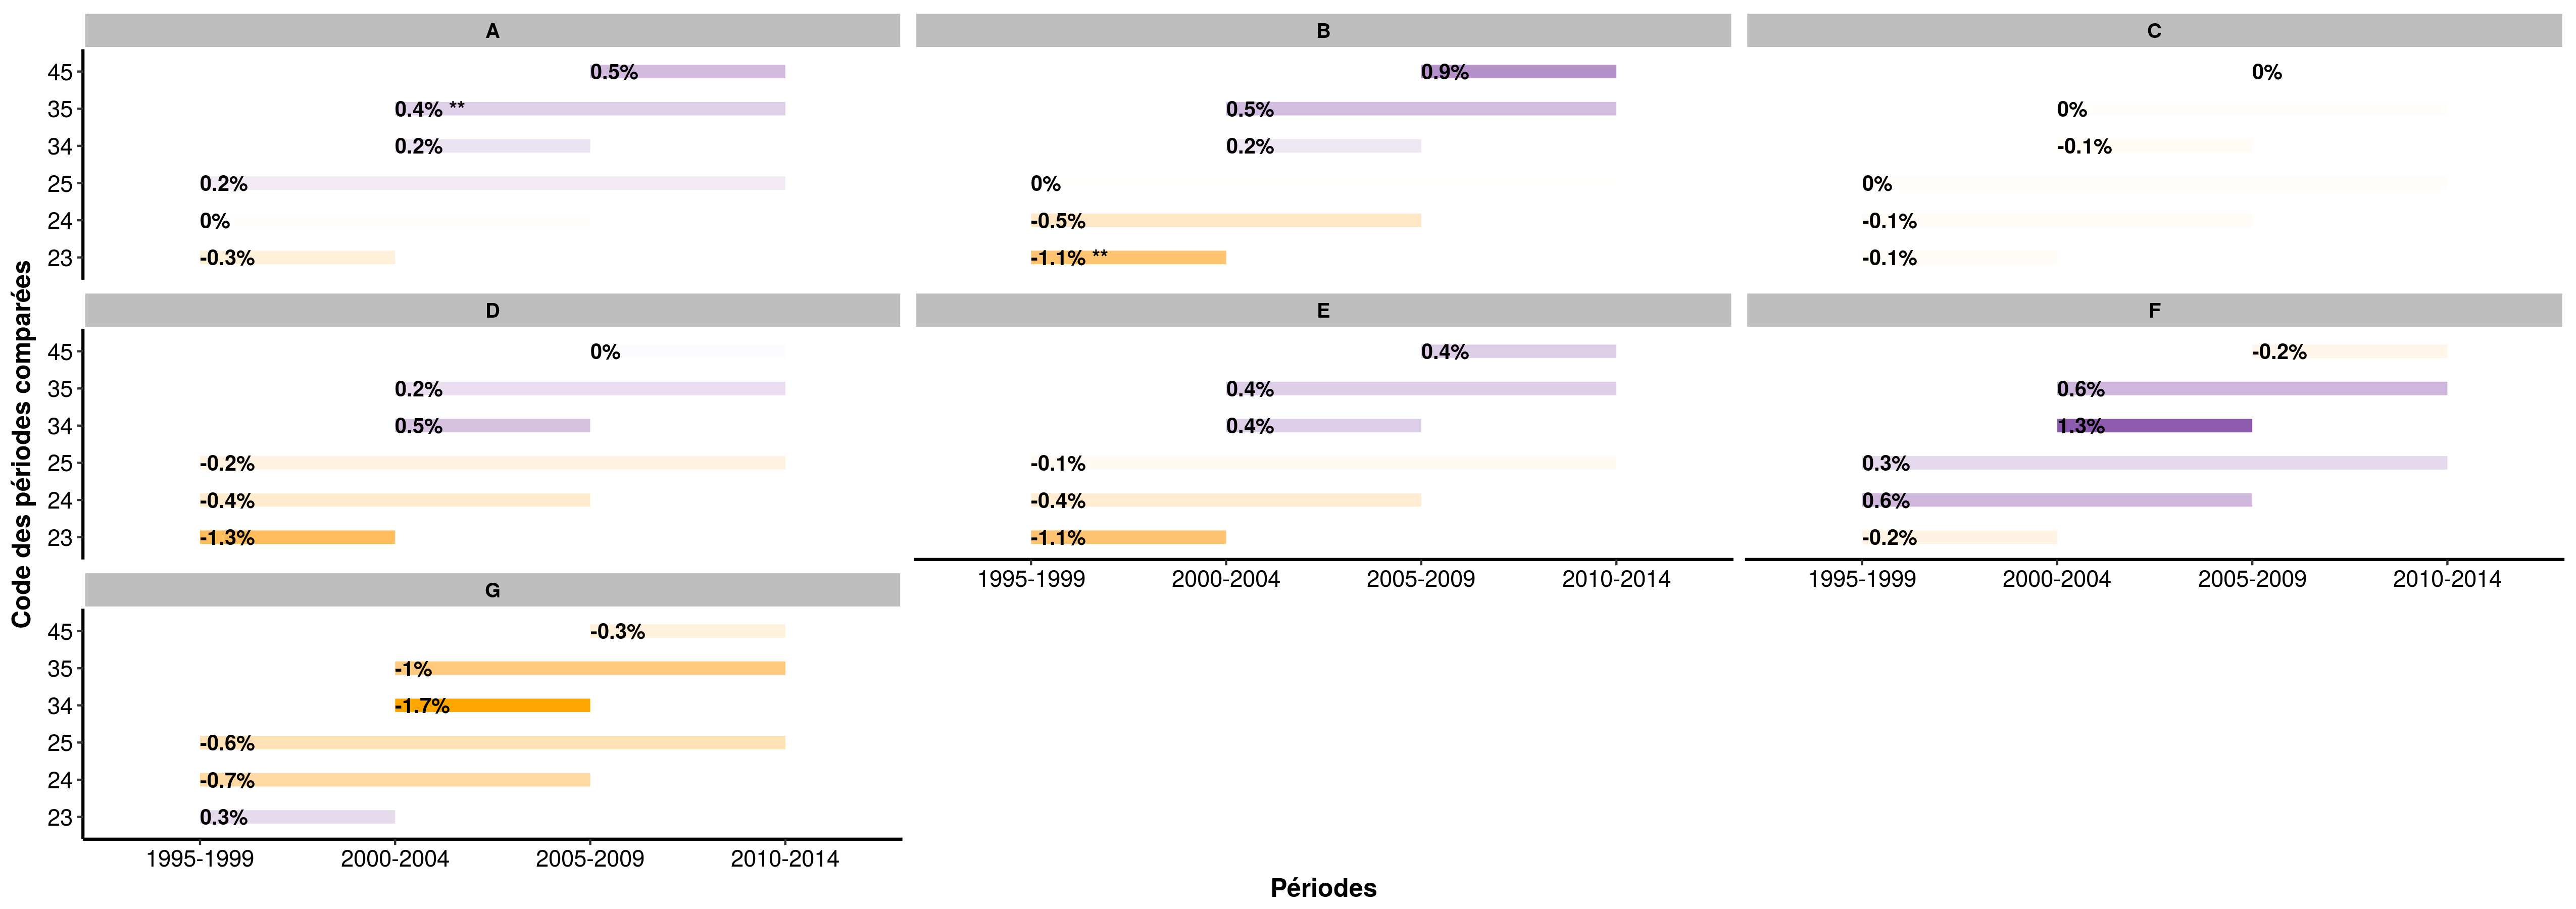 A
B
C
45 0.5% 0.9% 0%
35 0.4% ** 0.5% 0%
34 0.2% 0.2% -0.1%
25 0.2% 0% 0%
24 0% -0.5% -0.1%
23 -0.3% -1.1% ** -0.1%
D
E
F
45 0% 0.4% -0.2%
35 0.2% 0.4% 0.6%
34 0.5% 0.4% 1.3%
25 -0.2% -0.1% 0.3%
24 -0.4% -0.4% 0.6%
23 -1.3% -1.1% -0.2%
1995-1999 2000-2004 2005-2009 2010-2014
1995-1999 2000-2004 2005-2009 2010-2014
G
45 -0.3%
35 -1%
34 -1.7%
25 -0.6%
24 -0.7%
23 0.3%
1995-1999 2000-2004 2005-2009 2010-2014
Périodes
Code des périodes comparées